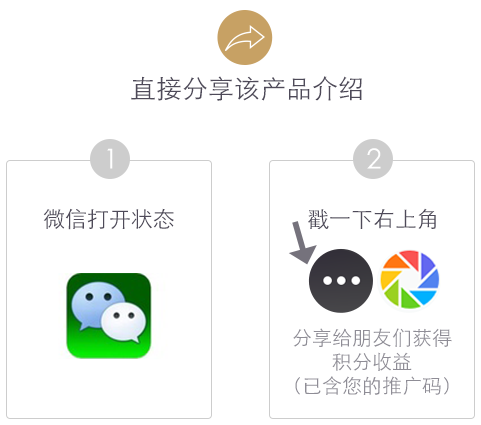 直接分享该产品介绍
1
微信打开状态
2
戳一下右上角
分享给朋友们获得
积分收益
（已含您的推广码）